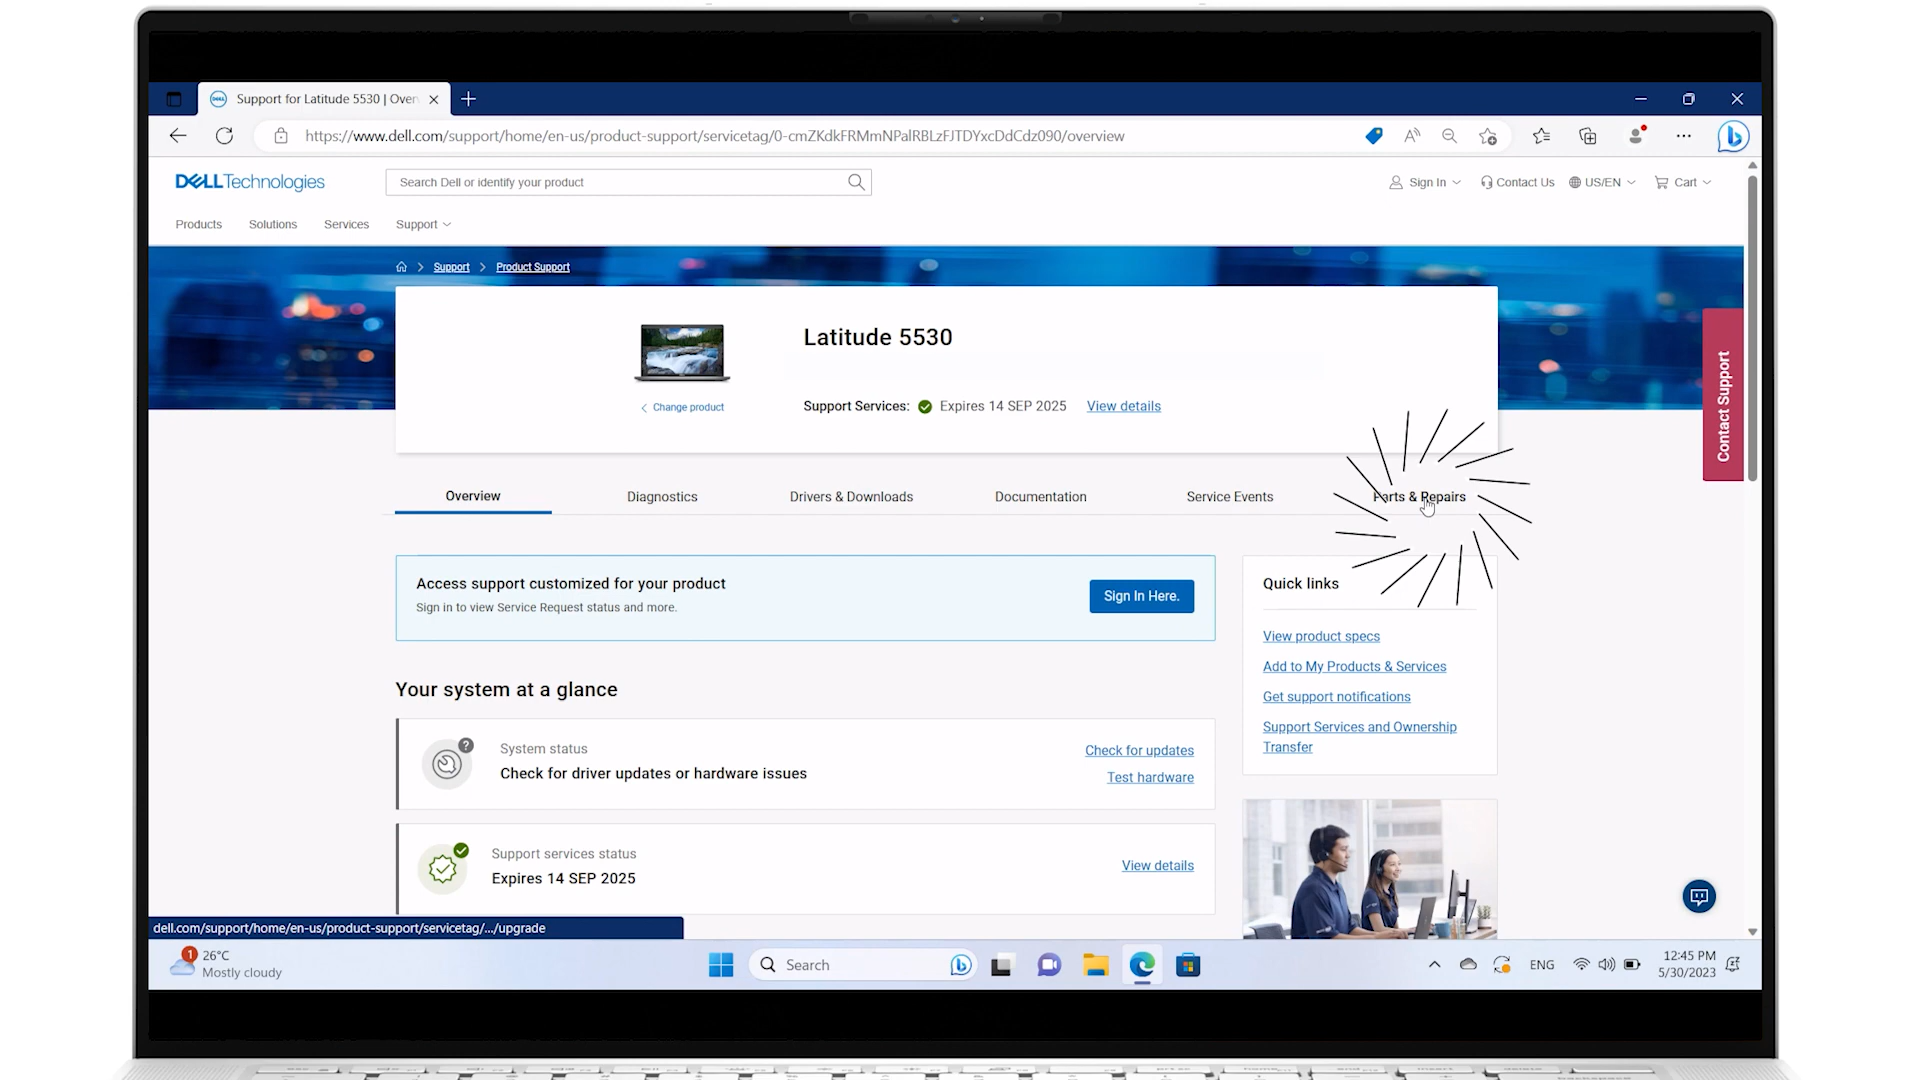 Support for Latitude 5530 | Over
https://www.dell.com/support/home/en-us/product-support/servicetag/0-cmZKdkFRMmNPalRBLzFJTDYxcDdCdz090/overview
DELL Technologies
Search Dell or identify your product
Sign In
Contact Us
US/EN
Cart
Products
Solutions
Services
Support
Support
Product Support
Latitude 5530
Change product
Support Services: Expires 14 SEP 2025 View details
Contact Support
Overview
Diagnostics
Drivers & Downloads
Documentation
Service Events
Parts & Repairs
Access support customized for your product
Sign in to view Service Request status and more.
Sign In Here.
Quick links
View product specs
Add to My Products & Services
Get support notifications
Support Services and Ownership
Transfer
Your system at a glance
System status
Check for driver updates or hardware issues
Check for updates
Test hardware
Support services status
Expires 14 SEP 2025
View details
dell.com/support/home/en-us/product-support/servicetag/.../upgrade
1
26°C
Mostly cloudy
Search
ENG
12:45 PM
5/30/2023